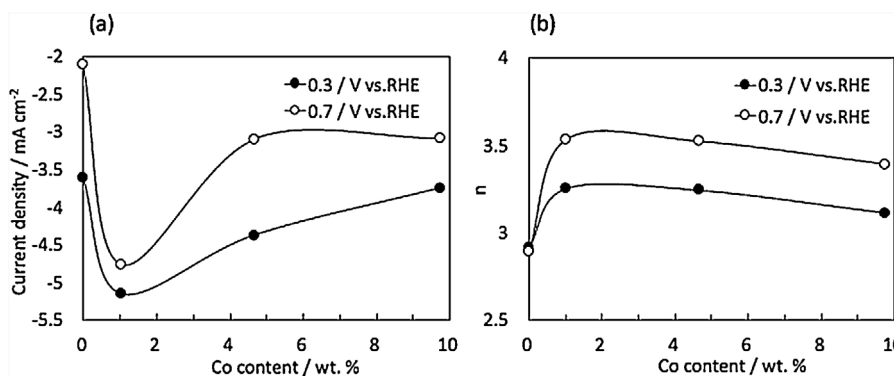 (a)
0.3 / V vs.RHE
0.7 / V vs.RHE
Current density / mA cm⁻²
-2
-2.5
-3
-3.5
-4
-4.5
-5
-5.5
0 2 4 6 8 10
Co content / wt. %
(b)
0.3 / V vs.RHE
0.7 / V vs.RHE
n
4
3.5
3
2.5
0 2 4 6 8 10
Co content / wt. %